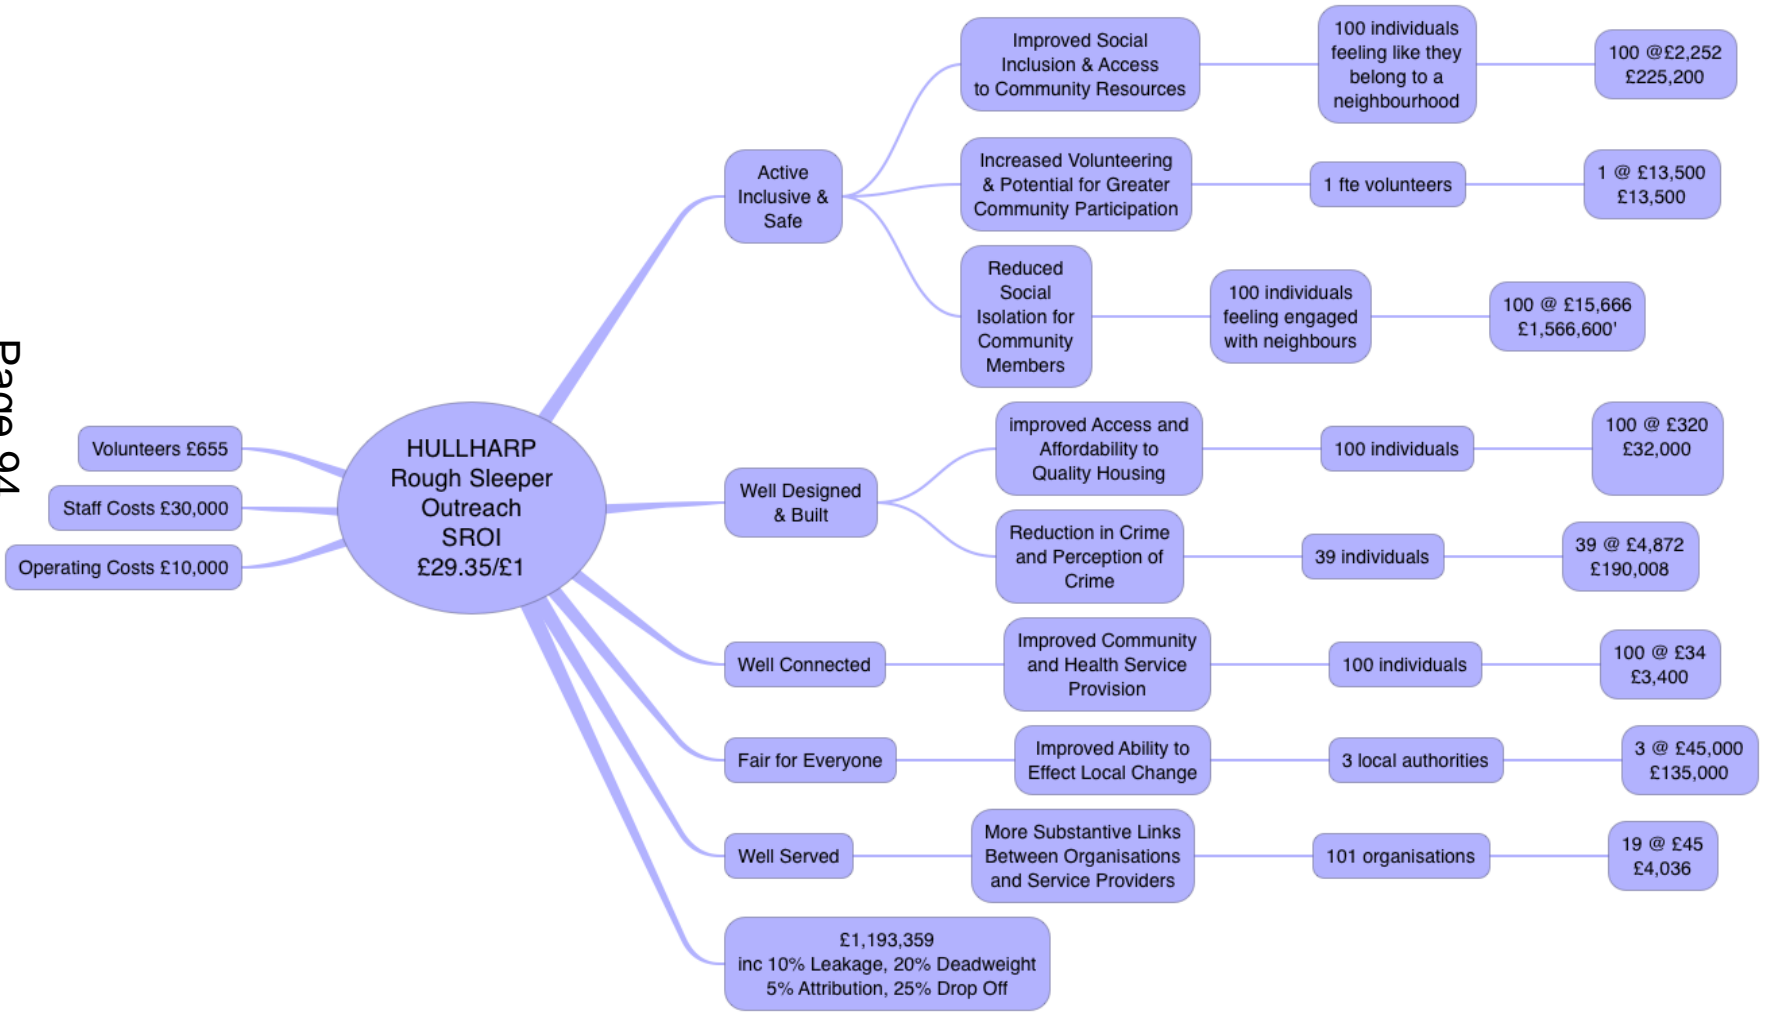 Page 94
Volunteers £655
Staff Costs £30,000
Operating Costs £10,000
HULLHARP
Rough Sleeper
Outreach
SROI
£29.35/£1
Active
Inclusive &
Safe
Improved Social
Inclusion & Access
to Community Resources
100 individuals
feeling like they
belong to a
neighbourhood
100 @£2,252
£225,200
Increased Volunteering
& Potential for Greater
Community Participation
1 fte volunteers
1 @ £13,500
£13,500
Reduced
Social
Isolation for
Community
Members
100 individuals
feeling engaged
with neighbours
100 @ £15,666
£1,566,600'
Well Designed
& Built
improved Access and
Affordability to
Quality Housing
100 individuals
100 @ £320
£32,000
Reduction in Crime
and Perception of
Crime
39 individuals
39 @ £4,872
£190,008
Well Connected
Improved Community
and Health Service
Provision
100 individuals
100 @ £34
£3,400
Fair for Everyone
Improved Ability to
Effect Local Change
3 local authorities
3 @ £45,000
£135,000
Well Served
More Substantive Links
Between Organisations
and Service Providers
101 organisations
19 @ £45
£4,036
£1,193,359
inc 10% Leakage, 20% Deadweight
5% Attribution, 25% Drop Off